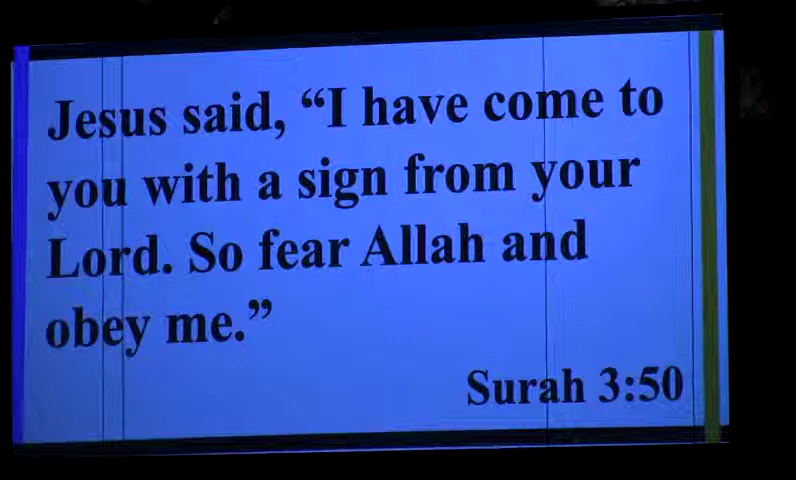 Jesus said, “I have come to
you with a sign from your
Lord. So fear Allah and
obey me.”
Surah 3:50